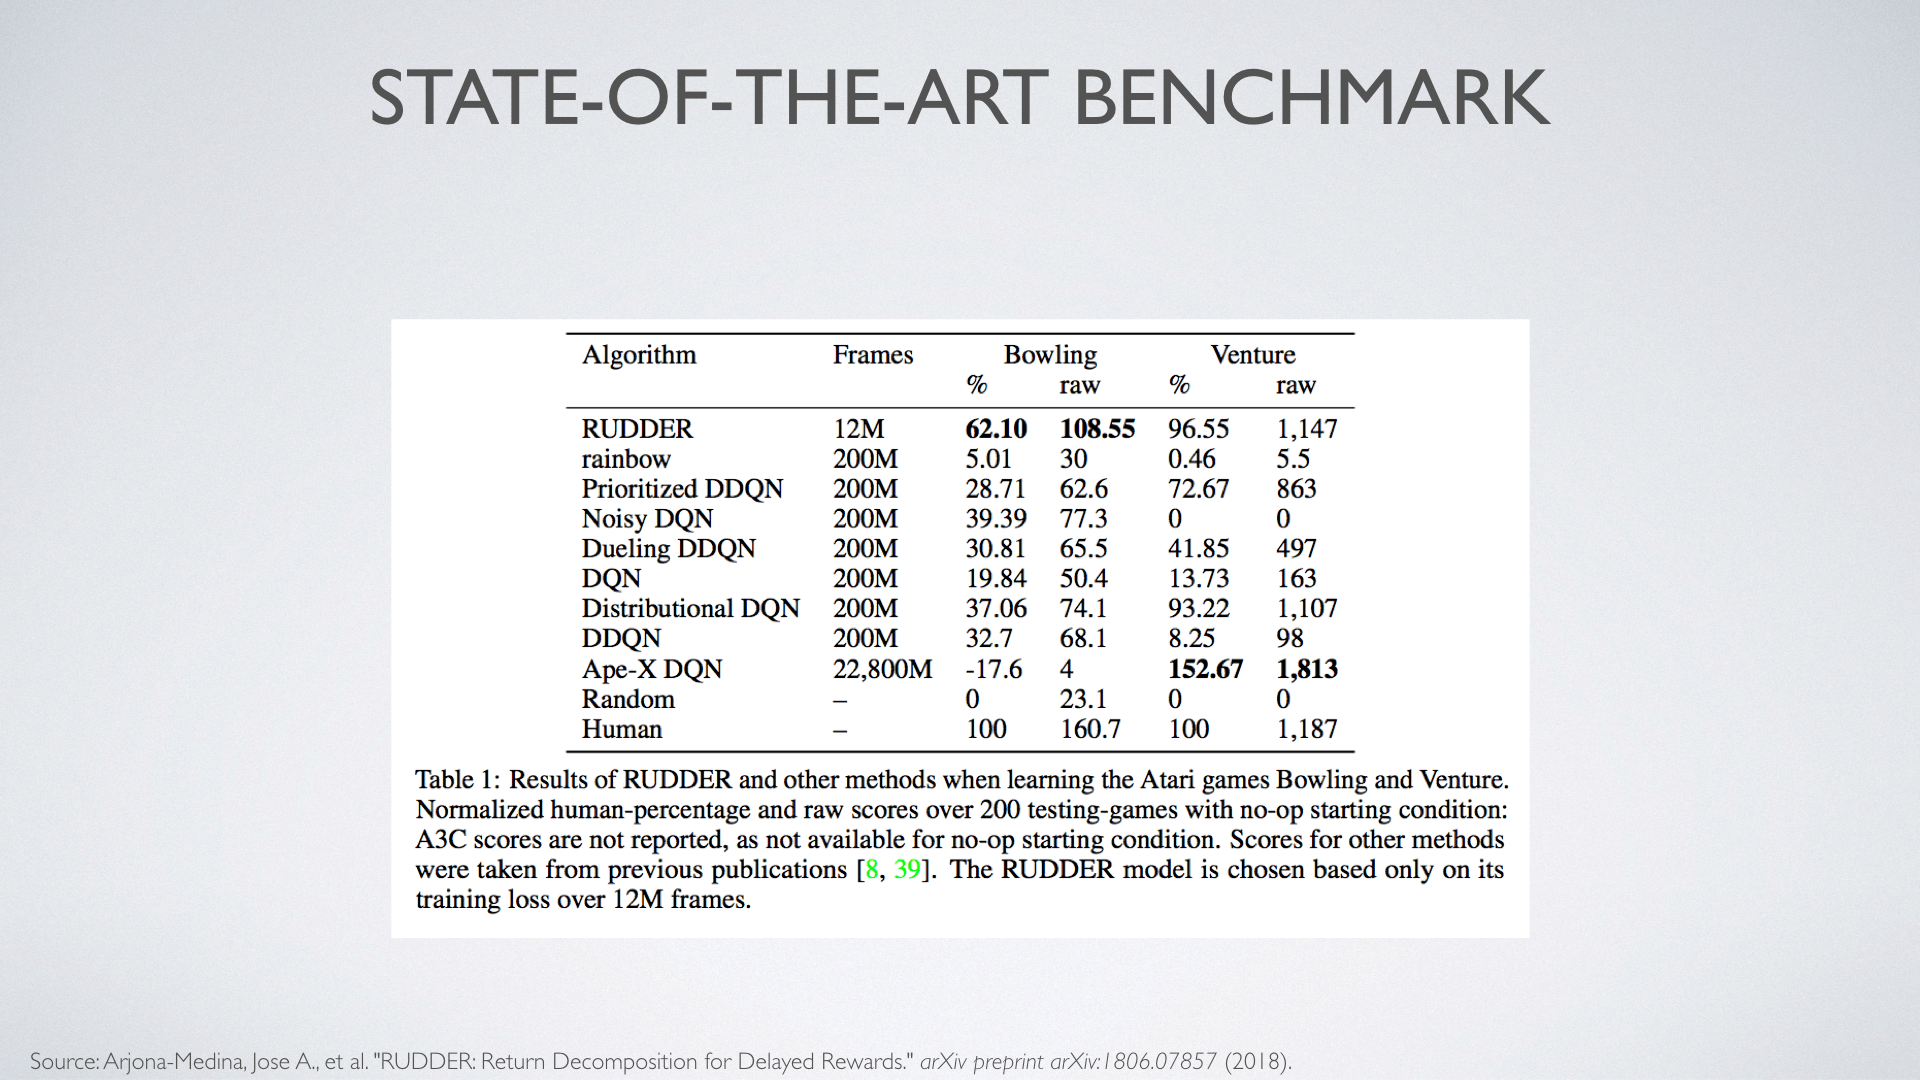 STATE-OF-THE-ART BENCHMARK
Algorithm Frames Bowling Venture
% raw % raw
RUDDER 12M 62.10 108.55 96.55 1,147
rainbow 200M 5.01 30 0.46 5.5
Prioritized DDQN 200M 28.71 62.6 72.67 863
Noisy DQN 200M 39.39 77.3 0 0
Dueling DDQN 200M 30.81 65.5 41.85 497
DQN 200M 19.84 50.4 13.73 163
Distributional DQN 200M 37.06 74.1 93.22 1,107
DDQN 200M 32.7 68.1 8.25 98
Ape-X DQN 22,800M -17.6 4 152.67 1,813
Random – 0 23.1 0 0
Human – 100 160.7 100 1,187
Table 1: Results of RUDDER and other methods when learning the Atari games Bowling and Venture.
Normalized human-percentage and raw scores over 200 testing-games with no-op starting condition:
A3C scores are not reported, as not available for no-op starting condition. Scores for other methods
were taken from previous publications [8, 39]. The RUDDER model is chosen based only on its
training loss over 12M frames.
Source: Arjona-Medina, Jose A., et al. "RUDDER: Return Decomposition for Delayed Rewards." arXiv preprint arXiv:1806.07857 (2018).